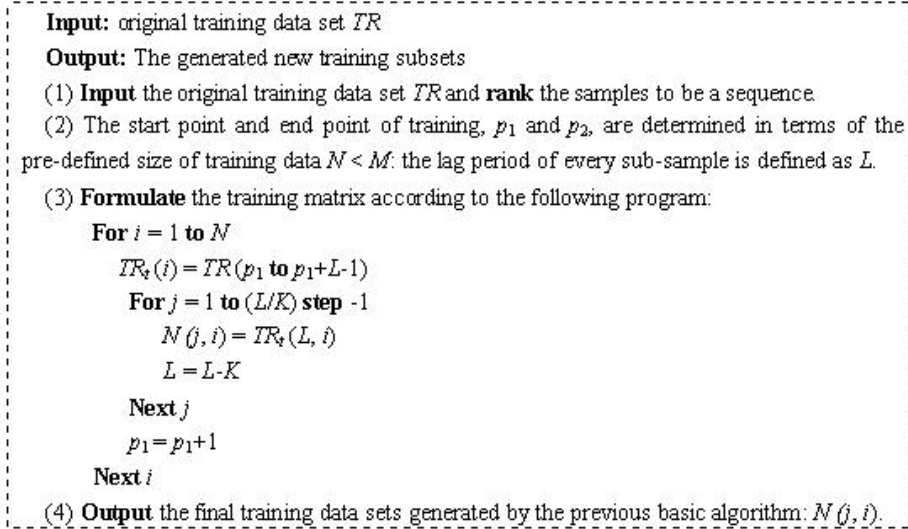 Input: original training data set TR
Output: The generated new training subsets
(1) Input the original training data set TR and rank the samples to be a sequence.
(2) The start point and end point of training, p₁ and p₂, are determined in terms of the
pre-defined size of training data N < M: the lag period of every sub-sample is defined as L.
(3) Formulate the training matrix according to the following program:
For i = 1 to N
TRₜ(i) = TR(p₁ to p₁+L-1)
For j = 1 to (L/K) step -1
N (j, i) = TRₜ(L, i)
L = L-K
Next j
p₁ = p₁+1
Next i
(4) Output the final training data sets generated by the previous basic algorithm: N (j, i).